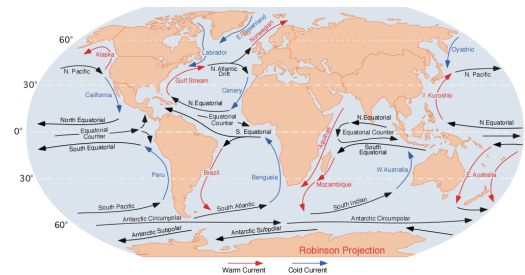 60°
Alaska
N. Pacific
California
30°
North Equatorial
0°
Equatorial
Counter
South Equatorial
Peru
30°
South Pacific
60°
Antarctic Circumpolar
Antarctic Subpolar
Labrador
E. Greenland
Norwegian
Gulf Stream
N. Atlantic
Drift
Canary
N. Equatorial
Equatorial
Counter
S. Equatorial
Brazil
Benguela
South Atlantic
Antarctic Subpolar
Agulhas
Mozambique
N. Equatorial
Equatorial Counter
South
Equatorial
W. Australia
South Indian
Antarctic Circumpolar
Oyashio
N. Pacific
Kuroshio
N. Equatorial
E. Australia
Robinson Projection
Warm Current
Cold Current